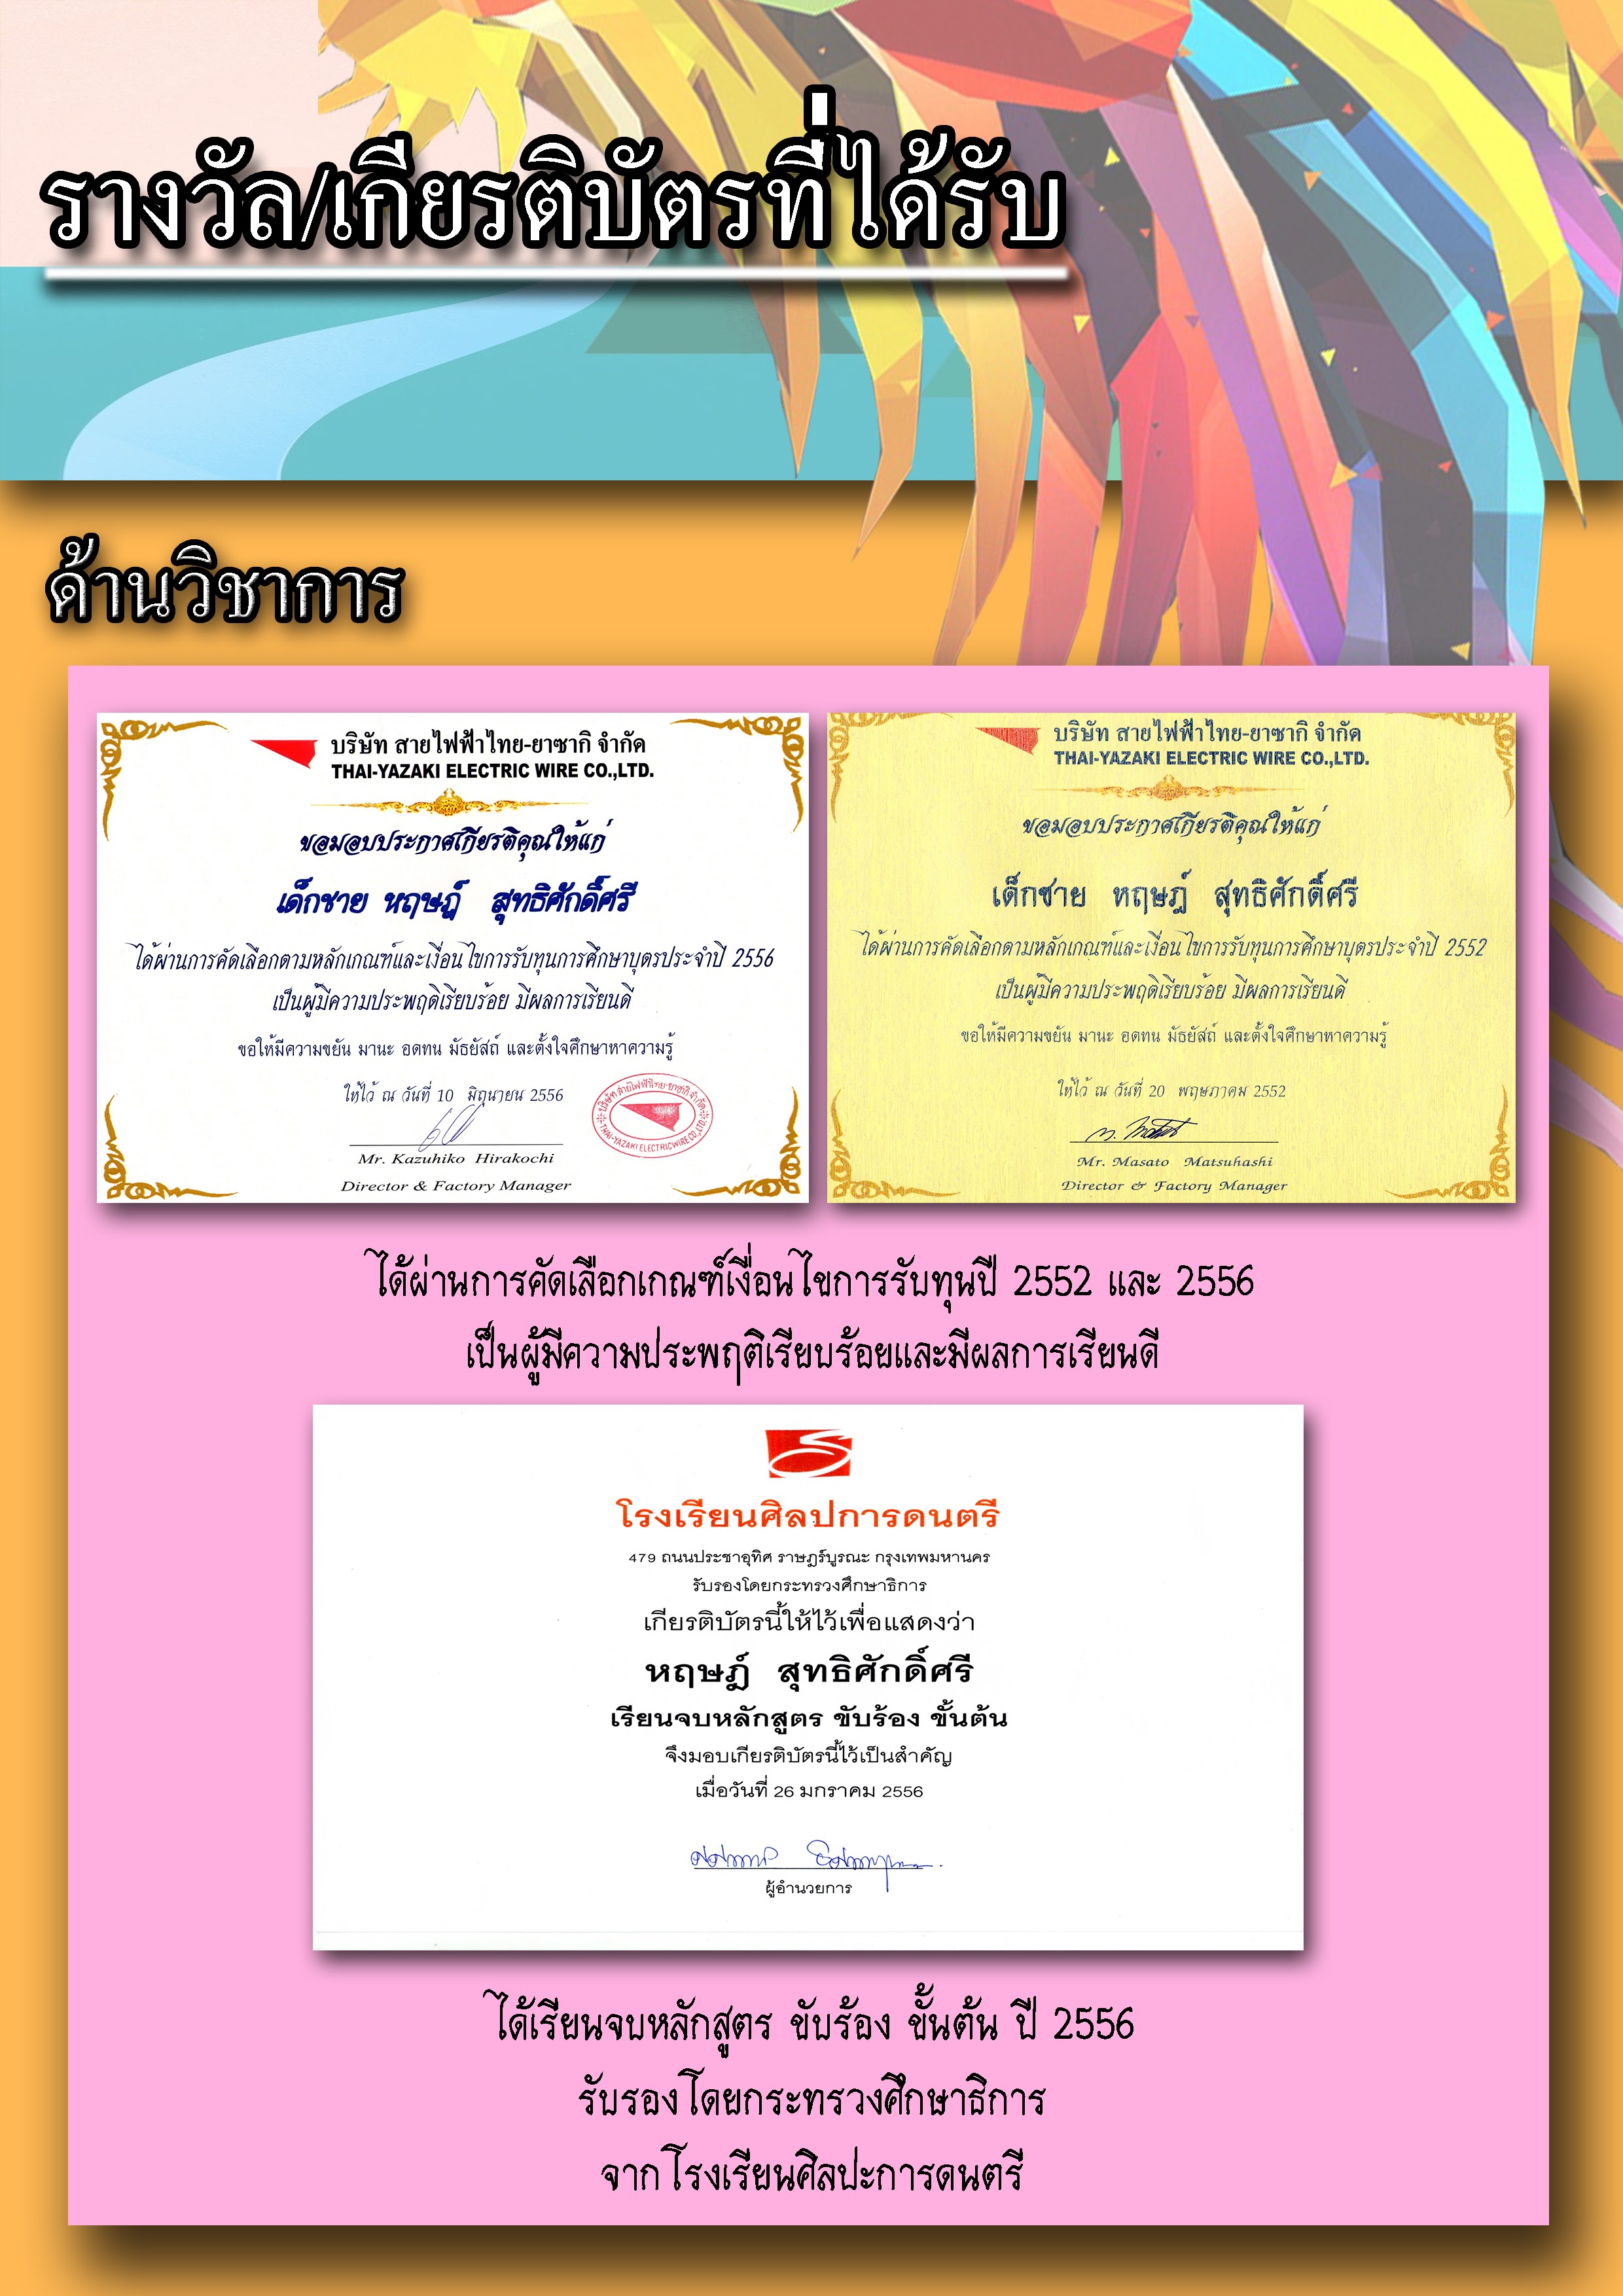 รางวัล/เกียรติบัตรที่ได้รับ
ด้านวิชาการ
บริษัท สายไฟฟ้าไทย-ยาซากิ จำกัด
THAI-YAZAKI ELECTRIC WIRE CO.,LTD.
ขอมอบประกาศเกียรติคุณให้แก่
เด็กชาย หฤษฎ์ สุทธิศักดิ์ศรี
ได้ผ่านการคัดเลือกตามหลักเกณฑ์และเงื่อนไขการรับทุนการศึกษาบุตรประจำปี 2556
เป็นผู้มีความประพฤติเรียบร้อย มีผลการเรียนดี
ขอให้มีความขยัน มานะ อดทน มัธยัสถ์ และตั้งใจศึกษาหาความรู้
ให้ไว้ ณ วันที่ 10 มิถุนายน 2556
บริษัท สายไฟฟ้าไทย-ยาซากิ จำกัด
THAI-YAZAKI ELECTRIC WIRE CO.,LTD.
Mr. Kazuhiko Hirakochi
Director & Factory Manager
บริษัท สายไฟฟ้าไทย-ยาซากิ จำกัด
THAI-YAZAKI ELECTRIC WIRE CO.,LTD.
ขอมอบประกาศเกียรติคุณให้แก่
เด็กชาย หฤษฎ์ สุทธิศักดิ์ศรี
ได้ผ่านการคัดเลือกตามหลักเกณฑ์และเงื่อนไขการรับทุนการศึกษาบุตรประจำปี 2552
เป็นผู้มีความประพฤติเรียบร้อย มีผลการเรียนดี
ขอให้มีความขยัน มานะ อดทน มัธยัสถ์ และตั้งใจศึกษาหาความรู้
ให้ไว้ ณ วันที่ 20 พฤษภาคม 2552
Mr. Masato Matsuhashi
Director & Factory Manager
ได้ผ่านการคัดเลือกเกณฑ์เงื่อนไขการรับทุนปี 2552 และ 2556
เป็นผู้มีความประพฤติเรียบร้อยและมีผลการเรียนดี
โรงเรียนศิลปการดนตรี
479 ถนนประชาอุทิศ ราษฎร์บูรณะ กรุงเทพมหานคร
รับรองโดยกระทรวงศึกษาธิการ
เกียรติบัตรนี้ให้ไว้เพื่อแสดงว่า
หฤษฎ์ สุทธิศักดิ์ศรี
เรียนจบหลักสูตร ขับร้อง ขั้นต้น
จึงมอบเกียรติบัตรนี้ไว้เป็นสำคัญ
เมื่อวันที่ 26 มกราคม 2556
ผู้อำนวยการ
ได้เรียนจบหลักสูตร ขับร้อง ขั้นต้น ปี 2556
รับรองโดยกระทรวงศึกษาธิการ
จากโรงเรียนศิลปะการดนตรี